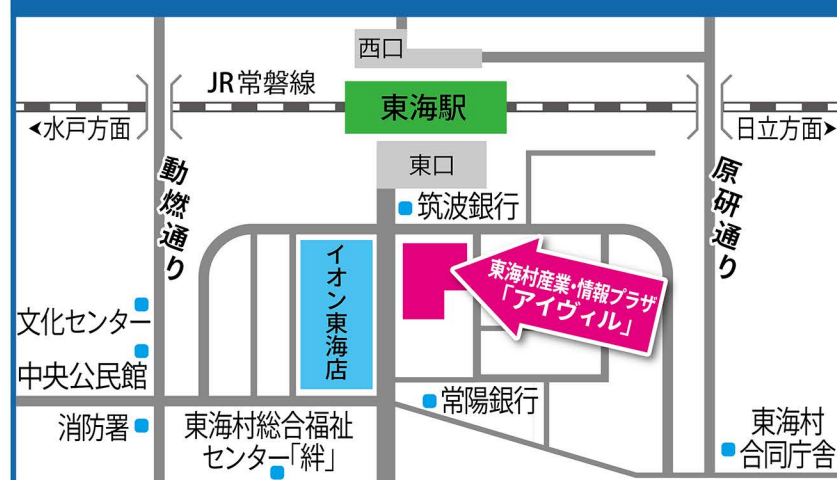 西口
JR常磐線
東海駅
<水戸方面
日立方面>
東口
動燃通り
原研通り
筑波銀行
イオン東海店
東海村産業・情報プラザ
「アイヴィル」
文化センター
中央公民館
常陽銀行
消防署
東海村総合福祉
センター「絆」
東海村
合同庁舎